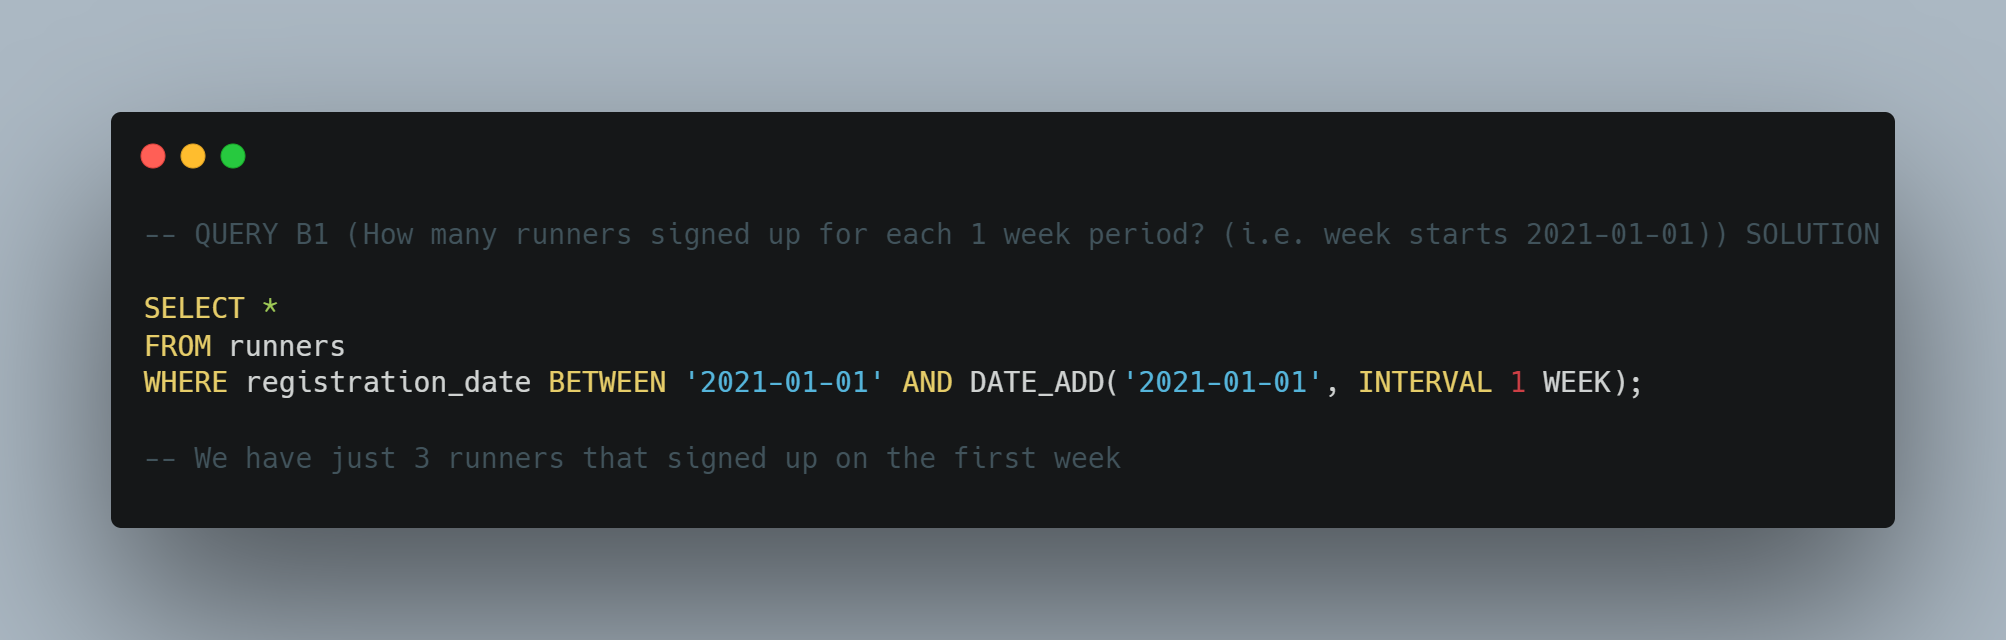 -- QUERY B1 (How many runners signed up for each 1 week period? (i.e. week starts 2021-01-01)) SOLUTION
SELECT *
FROM runners
WHERE registration_date BETWEEN '2021-01-01' AND DATE_ADD('2021-01-01', INTERVAL 1 WEEK);
-- We have just 3 runners that signed up on the first week